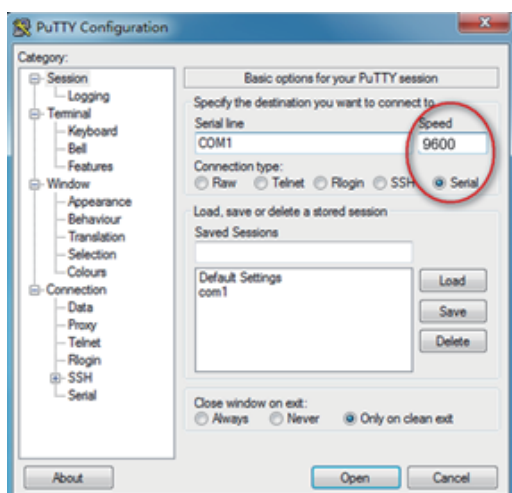 PuTTY Configuration
Category:
Session
Logging
Terminal
Keyboard
Bell
Features
Window
Appearance
Behaviour
Translation
Selection
Colours
Connection
Data
Proxy
Telnet
Rlogin
SSH
Serial
Basic options for your PuTTY session
Specify the destination you want to connect to
Serial line Speed
COM1 9600
Connection type:
Raw Telnet Rlogin SSH Serial
Load, save or delete a stored session
Saved Sessions
Default Settings
com1
Load
Save
Delete
Close window on exit:
Always Never Only on clean exit
About Open Cancel